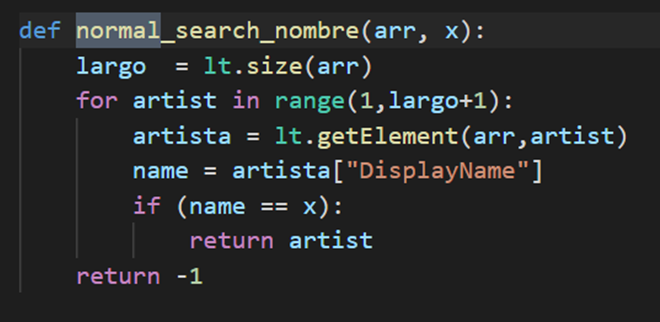 def normal_search_nombre(arr, x):
    largo  = lt.size(arr)
    for artist in range(1,largo+1):
        artista = lt.getElement(arr,artist)
        name = artista["DisplayName"]
        if (name == x):
            return artist
    return -1